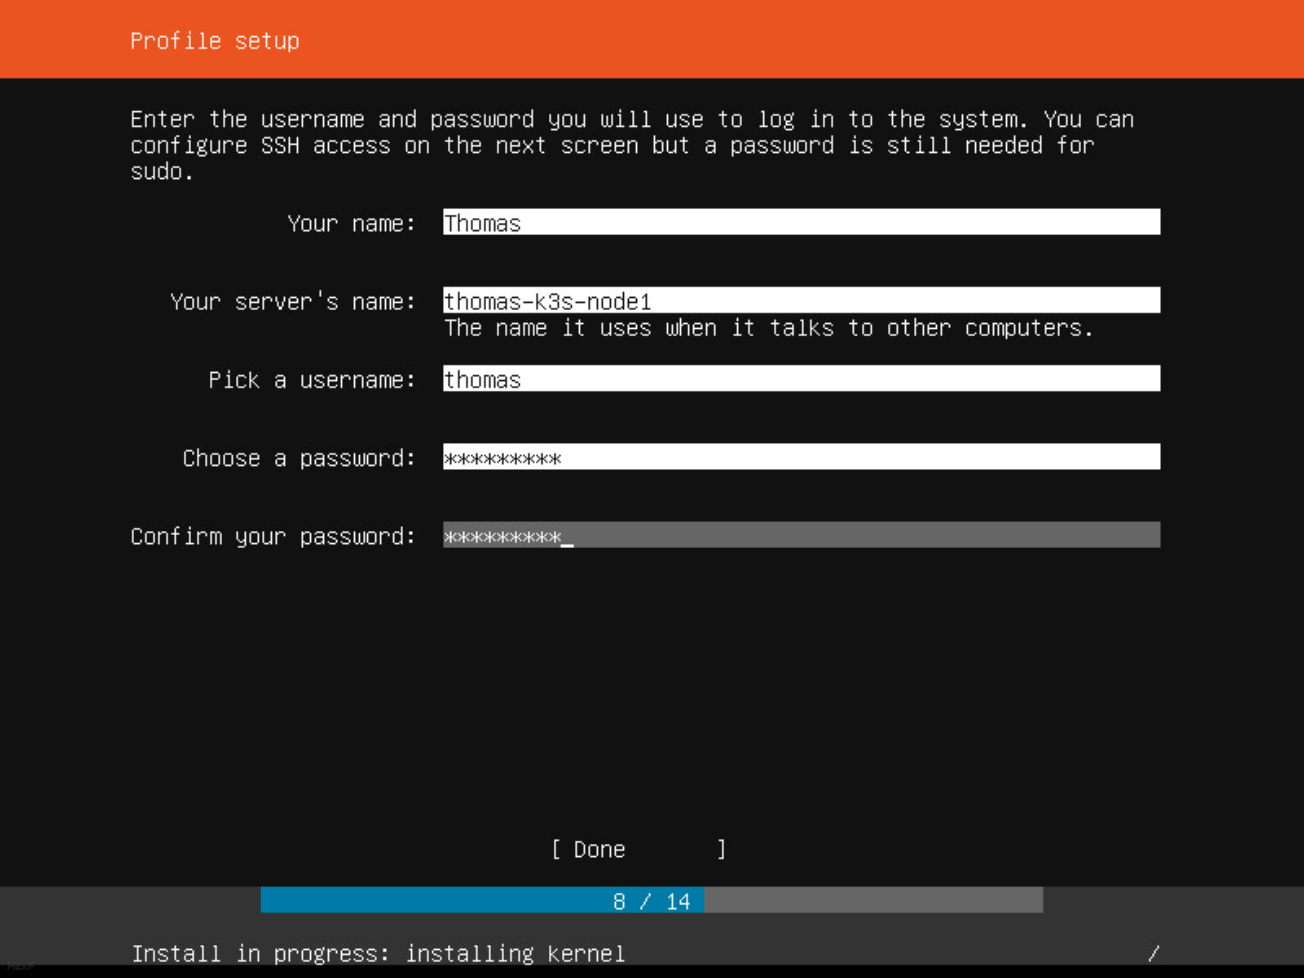 Profile setup
Enter the username and password you will use to log in to the system. You can
configure SSH access on the next screen but a password is still needed for
sudo.
Your name: Thomas
Your server's name: thomas-k3s-node1
The name it uses when it talks to other computers.
Pick a username: thomas
Choose a password: *********
Confirm your password: *********_
[ Done ]
8 / 14
Install in progress: installing kernel /